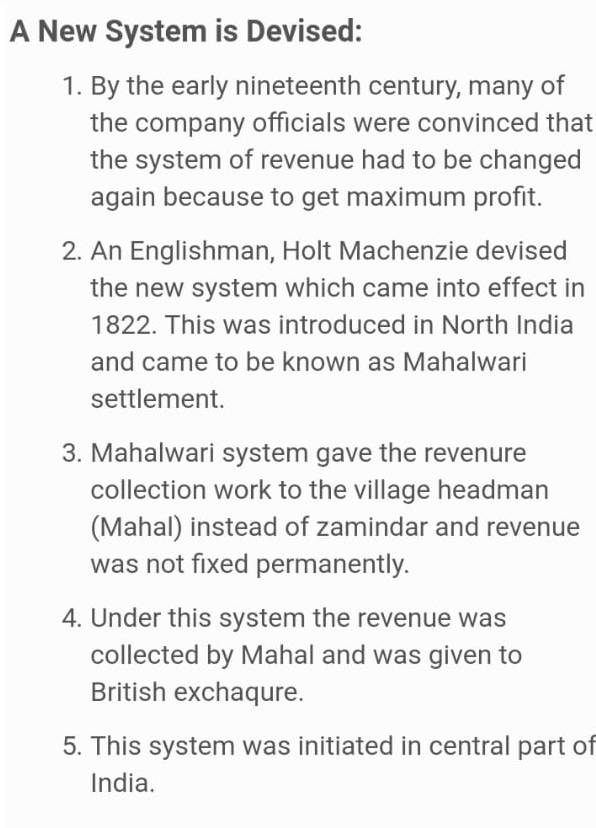 A New System is Devised:
1. By the early nineteenth century, many of
the company officials were convinced that
the system of revenue had to be changed
again because to get maximum profit.
2. An Englishman, Holt Machenzie devised
the new system which came into effect in
1822. This was introduced in North India
and came to be known as Mahalwari
settlement.
3. Mahalwari system gave the revenure
collection work to the village headman
(Mahal) instead of zamindar and revenue
was not fixed permanently.
4. Under this system the revenue was
collected by Mahal and was given to
British exchaqure.
5. This system was initiated in central part of
India.